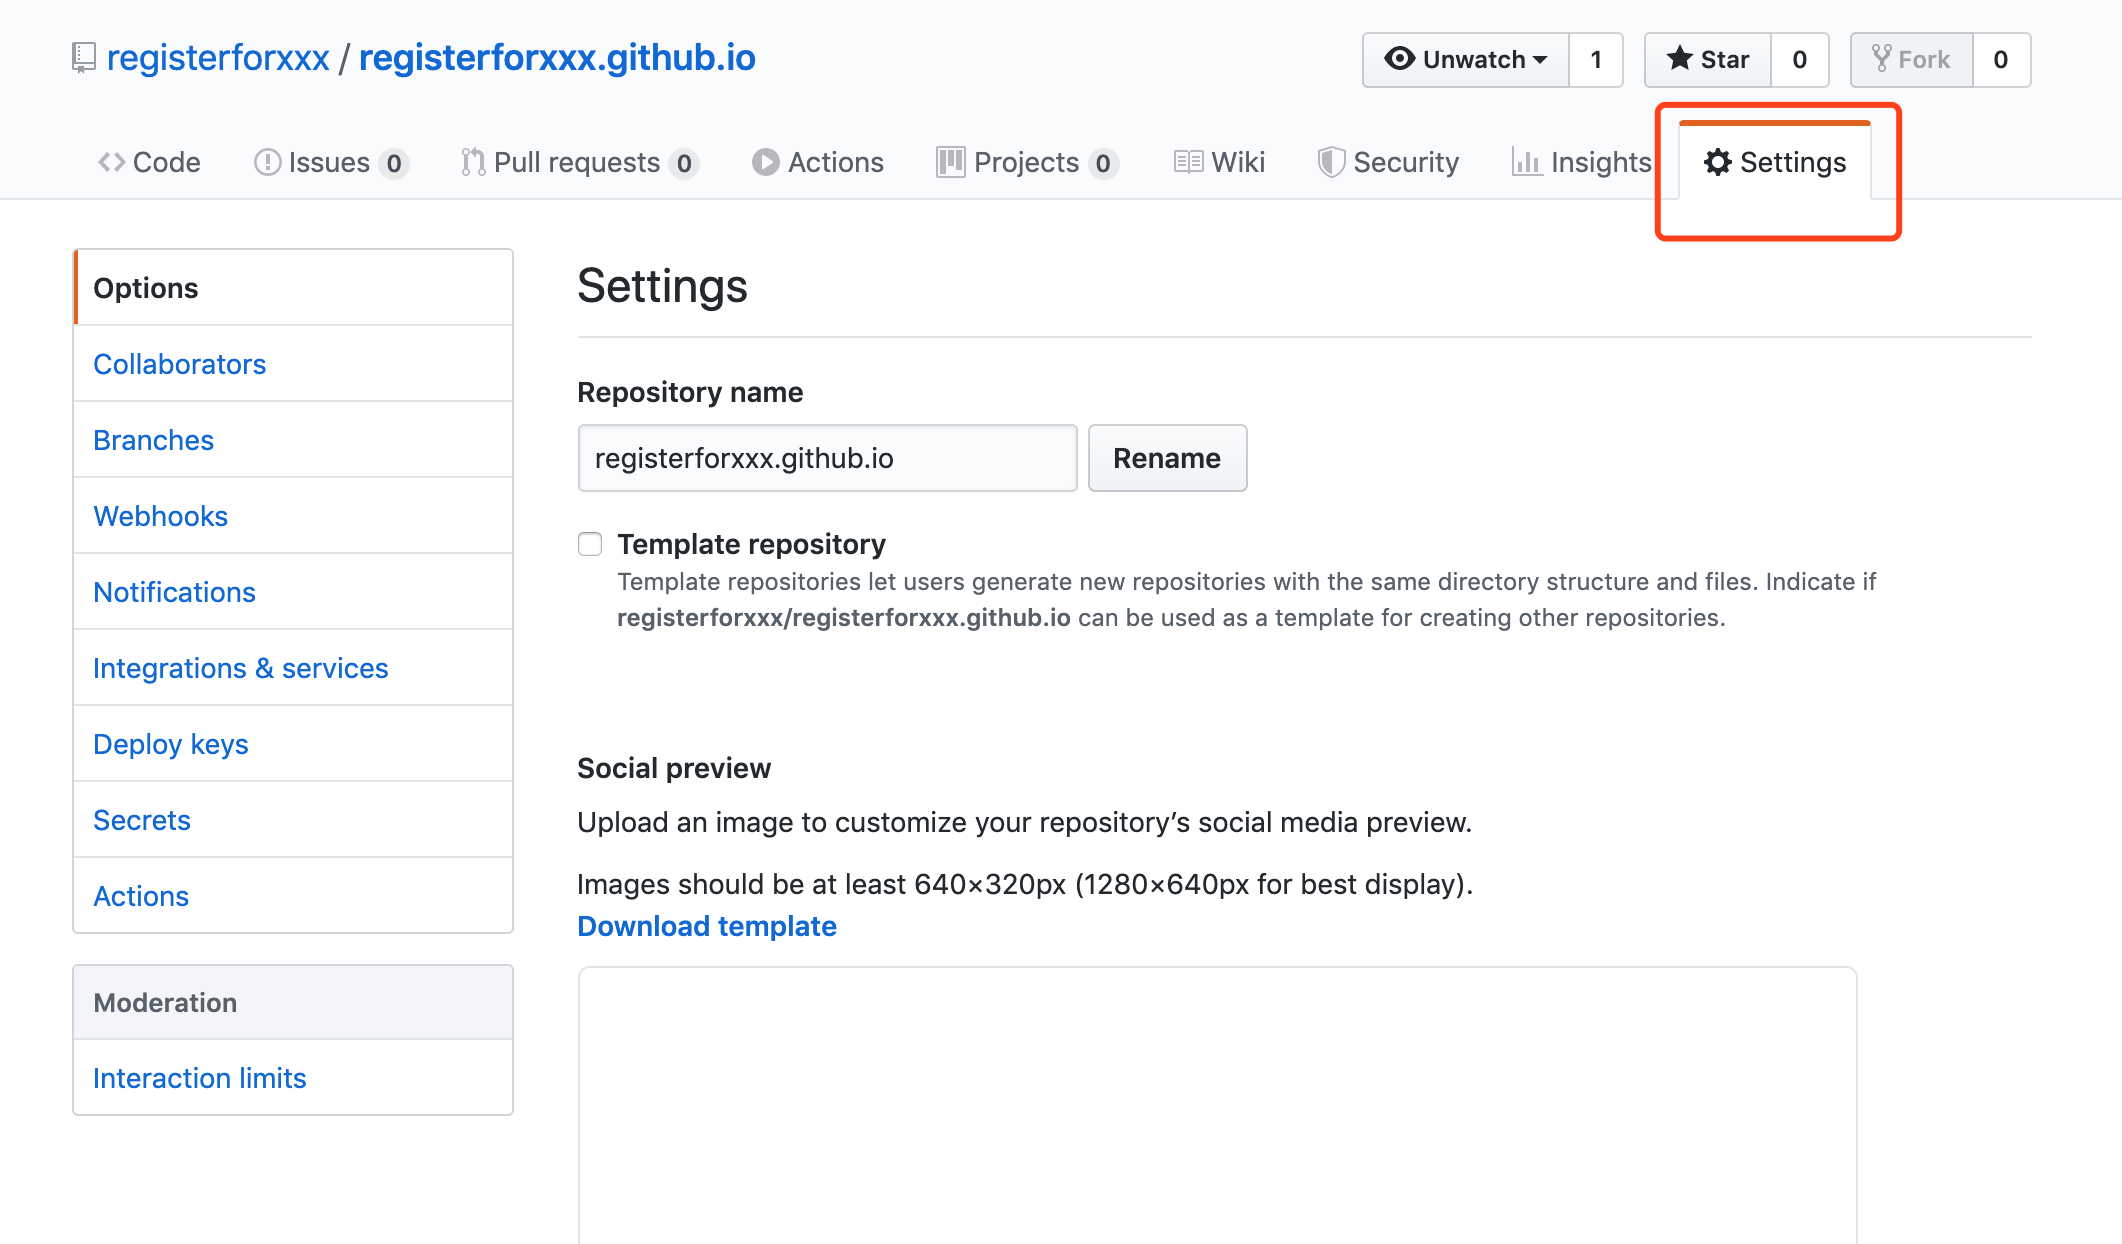 registerforxxx / registerforxxx.github.io
Unwatch 1 Star 0 Fork 0
Code Issues 0 Pull requests 0 Actions Projects 0 Wiki Security Insights Settings
Options
Collaborators
Branches
Webhooks
Notifications
Integrations & services
Deploy keys
Secrets
Actions
Moderation
Interaction limits
Settings
Repository name
registerforxxx.github.io Rename
Template repository
Template repositories let users generate new repositories with the same directory structure and files. Indicate if
registerforxxx/registerforxxx.github.io can be used as a template for creating other repositories.
Social preview
Upload an image to customize your repository’s social media preview.
Images should be at least 640×320px (1280×640px for best display).
Download template